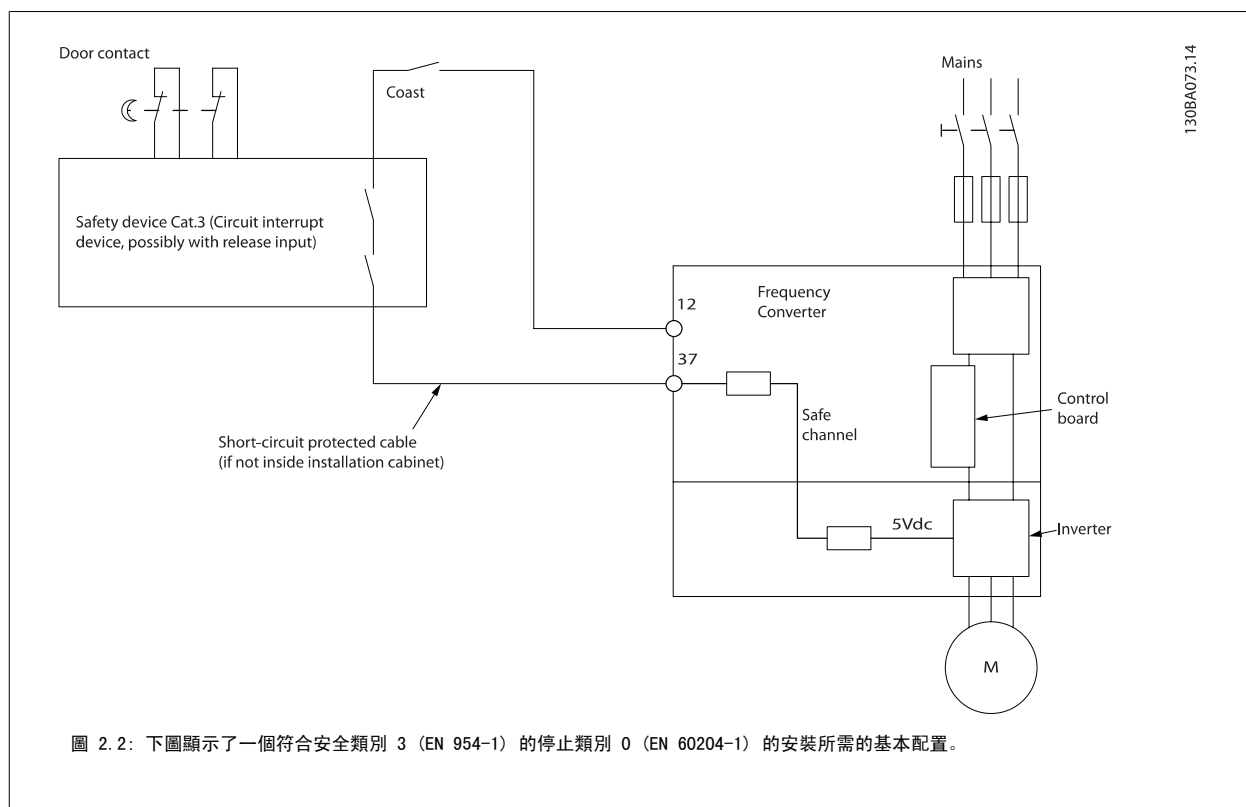 Door contact
Coast
Mains
130BA073.14
Safety device Cat.3 (Circuit interrupt
device, possibly with release input)
12
Frequency
Converter
37
Safe
channel
Control
board
Short-circuit protected cable
(if not inside installation cabinet)
5Vdc
Inverter
M
圖 2.2: 下圖顯示了一個符合安全類別 3 (EN 954-1) 的停止類別 0 (EN 60204-1) 的安裝所需的基本配置。